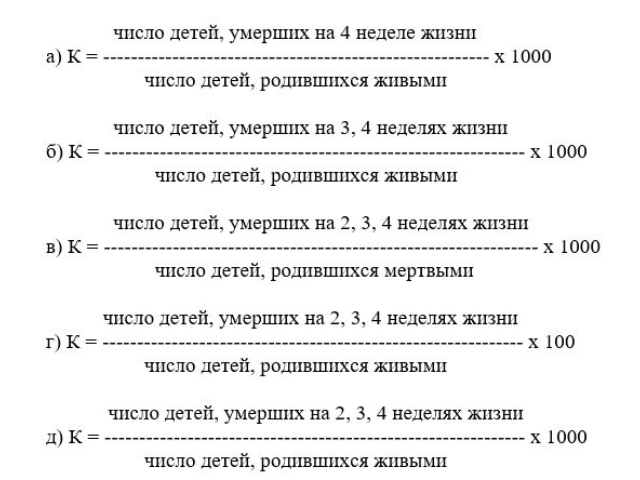 число детей, умерших на 4 неделе жизни
а) К = -------------------------------------------------------- х 1000
число детей, родившихся живыми
число детей, умерших на 3, 4 неделях жизни
б) К = ------------------------------------------------------------- х 1000
число детей, родившихся живыми
число детей, умерших на 2, 3, 4 неделях жизни
в) К = --------------------------------------------------------------- х 1000
число детей, родившихся мертвыми
число детей, умерших на 2, 3, 4 неделях жизни
г) К = ------------------------------------------------------------- х 100
число детей, родившихся живыми
число детей, умерших на 2, 3, 4 неделях жизни
д) К = ------------------------------------------------------------- х 1000
число детей, родившихся живыми